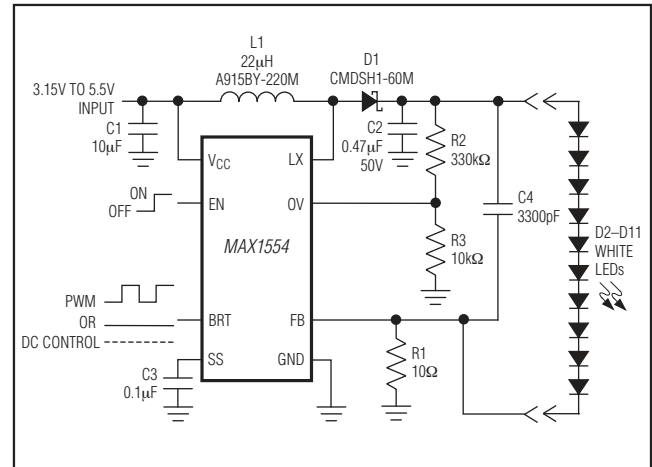 L1
22µH
A915BY-220M
D1
CMDSH1-60M
3.15V TO 5.5V
INPUT
C1
10µF
C2
0.47µF
50V
R2
330kΩ
VCC
LX
ON
OFF
EN
OV
C4
3300pF
MAX1554
R3
10kΩ
D2–D11
WHITE
LEDs
PWM
OR
DC CONTROL
BRT
FB
SS
GND
C3
0.1µF
R1
10Ω